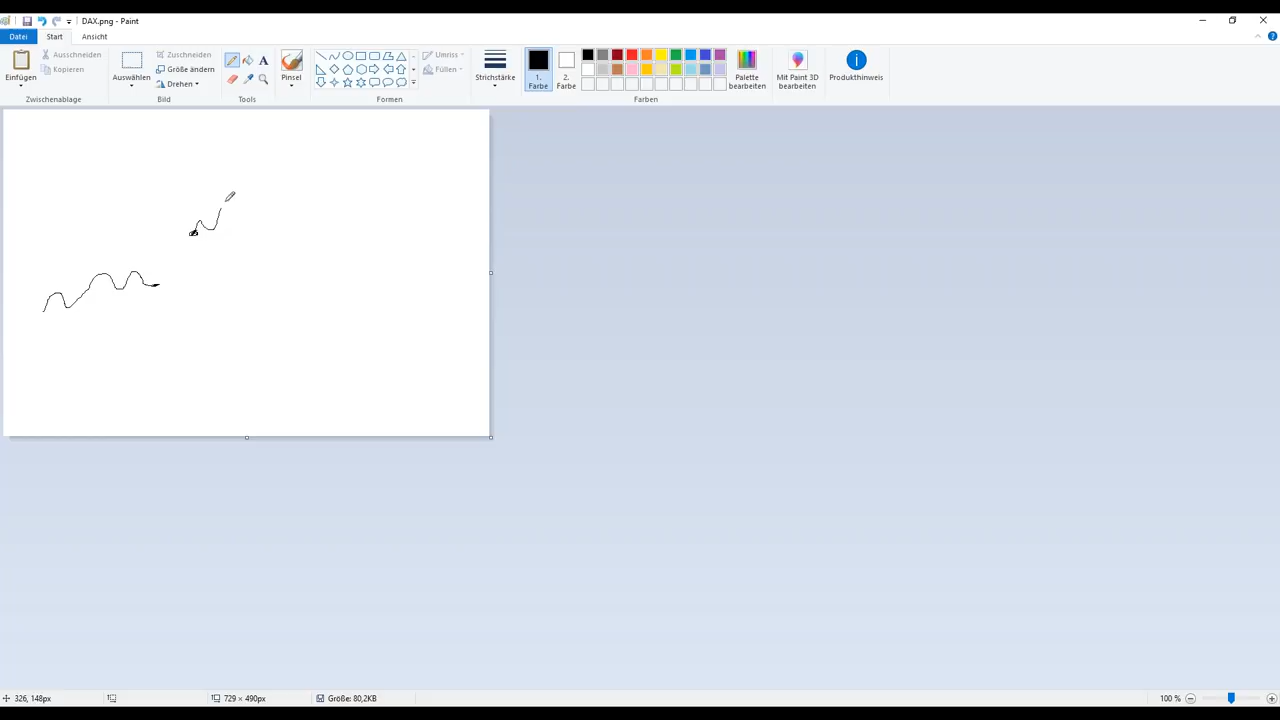 DAX.png - Paint
Datei Start Ansicht
Einfügen
Ausschneiden
Kopieren
Zwischenablage
Auswählen
Zuschneiden
Größe ändern
Drehen
Bild
A
Tools
Pinsel
Umriss
Füllen
Formen
Strichstärke
1.
Farbe
2.
Farbe
Palette
bearbeiten
Farben
Mit Paint 3D
bearbeiten
i
Produkthinweis
326, 148px
729 × 490px
Größe: 80,2KB
100 %